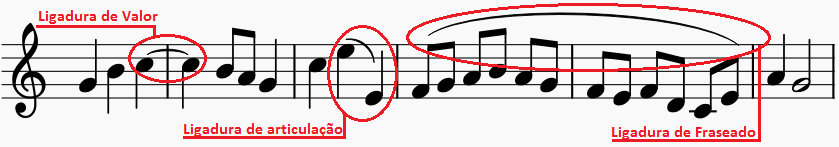 Ligadura de Valor
Ligadura de articulação
Ligadura de Fraseado